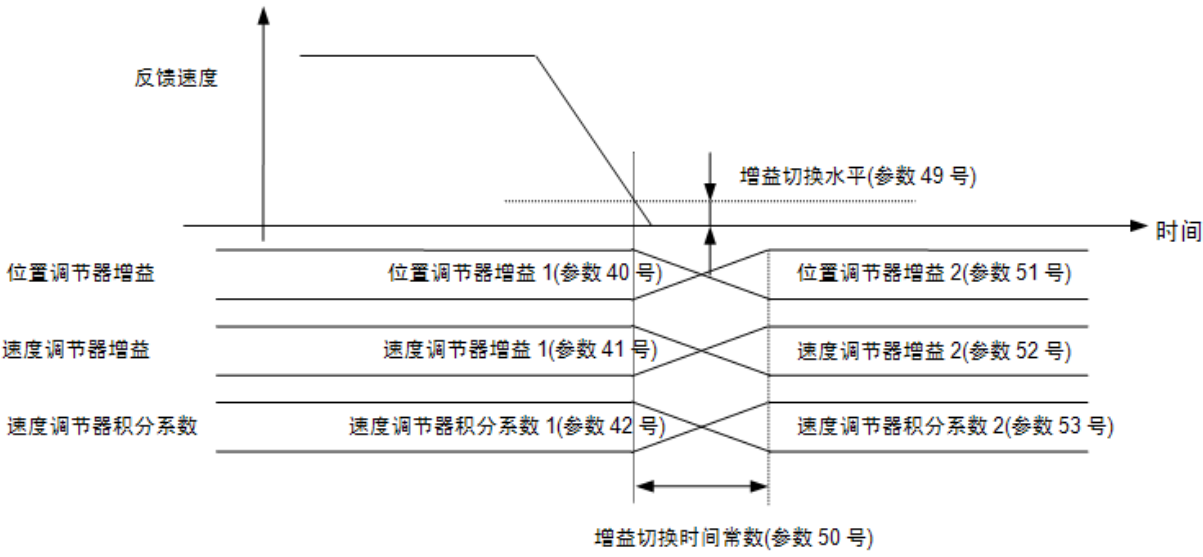 反馈速度
增益切换水平(参数 49 号)
时间
位置调节器增益 位置调节器增益 1(参数 40 号) 位置调节器增益 2(参数 51 号)
速度调节器增益 速度调节器增益 1(参数 41 号) 速度调节器增益 2(参数 52 号)
速度调节器积分系数 速度调节器积分系数 1(参数 42 号) 速度调节器积分系数 2(参数 53 号)
增益切换时间常数(参数 50 号)